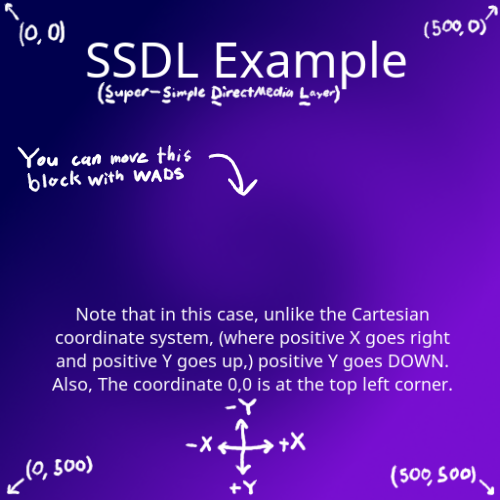 (0, 0)
(500, 0)
SSDL Example
(Super-Simple DirectMedia Layer)
You can move this
block with WADS
Note that in this case, unlike the Cartesian
coordinate system, (where positive X goes right
and positive Y goes up,) positive Y goes DOWN.
Also, The coordinate 0,0 is at the top left corner.
-Y
-X
+X
+Y
(0, 500)
(500, 500)